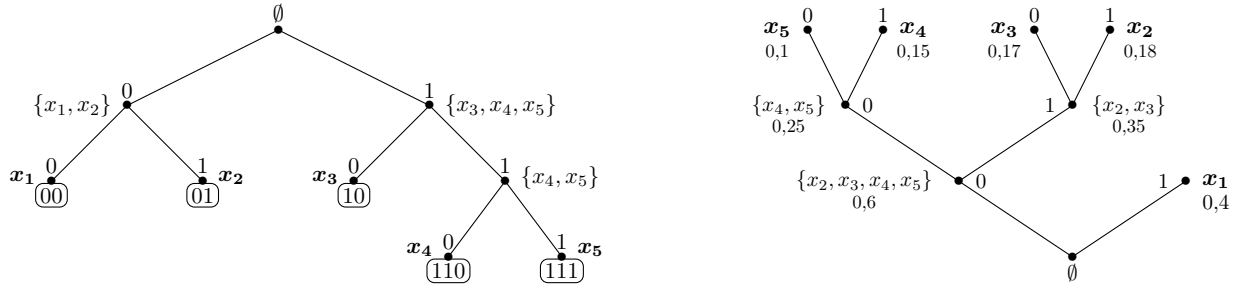 ∅
0
{x₁, x₂}
1
{x₃, x₄, x₅}
x₁
0
00
1
x₂
01
x₃
0
10
1
{x₄, x₅}
x₄
0
110
1
x₅
111
0
x₅
0,1
1
x₄
0,15
0
x₃
0,17
1
x₂
0,18
{x₄, x₅}
0,25
0
1
{x₂, x₃}
0,35
{x₂, x₃, x₄, x₅}
0,6
0
1
x₁
0,4
∅